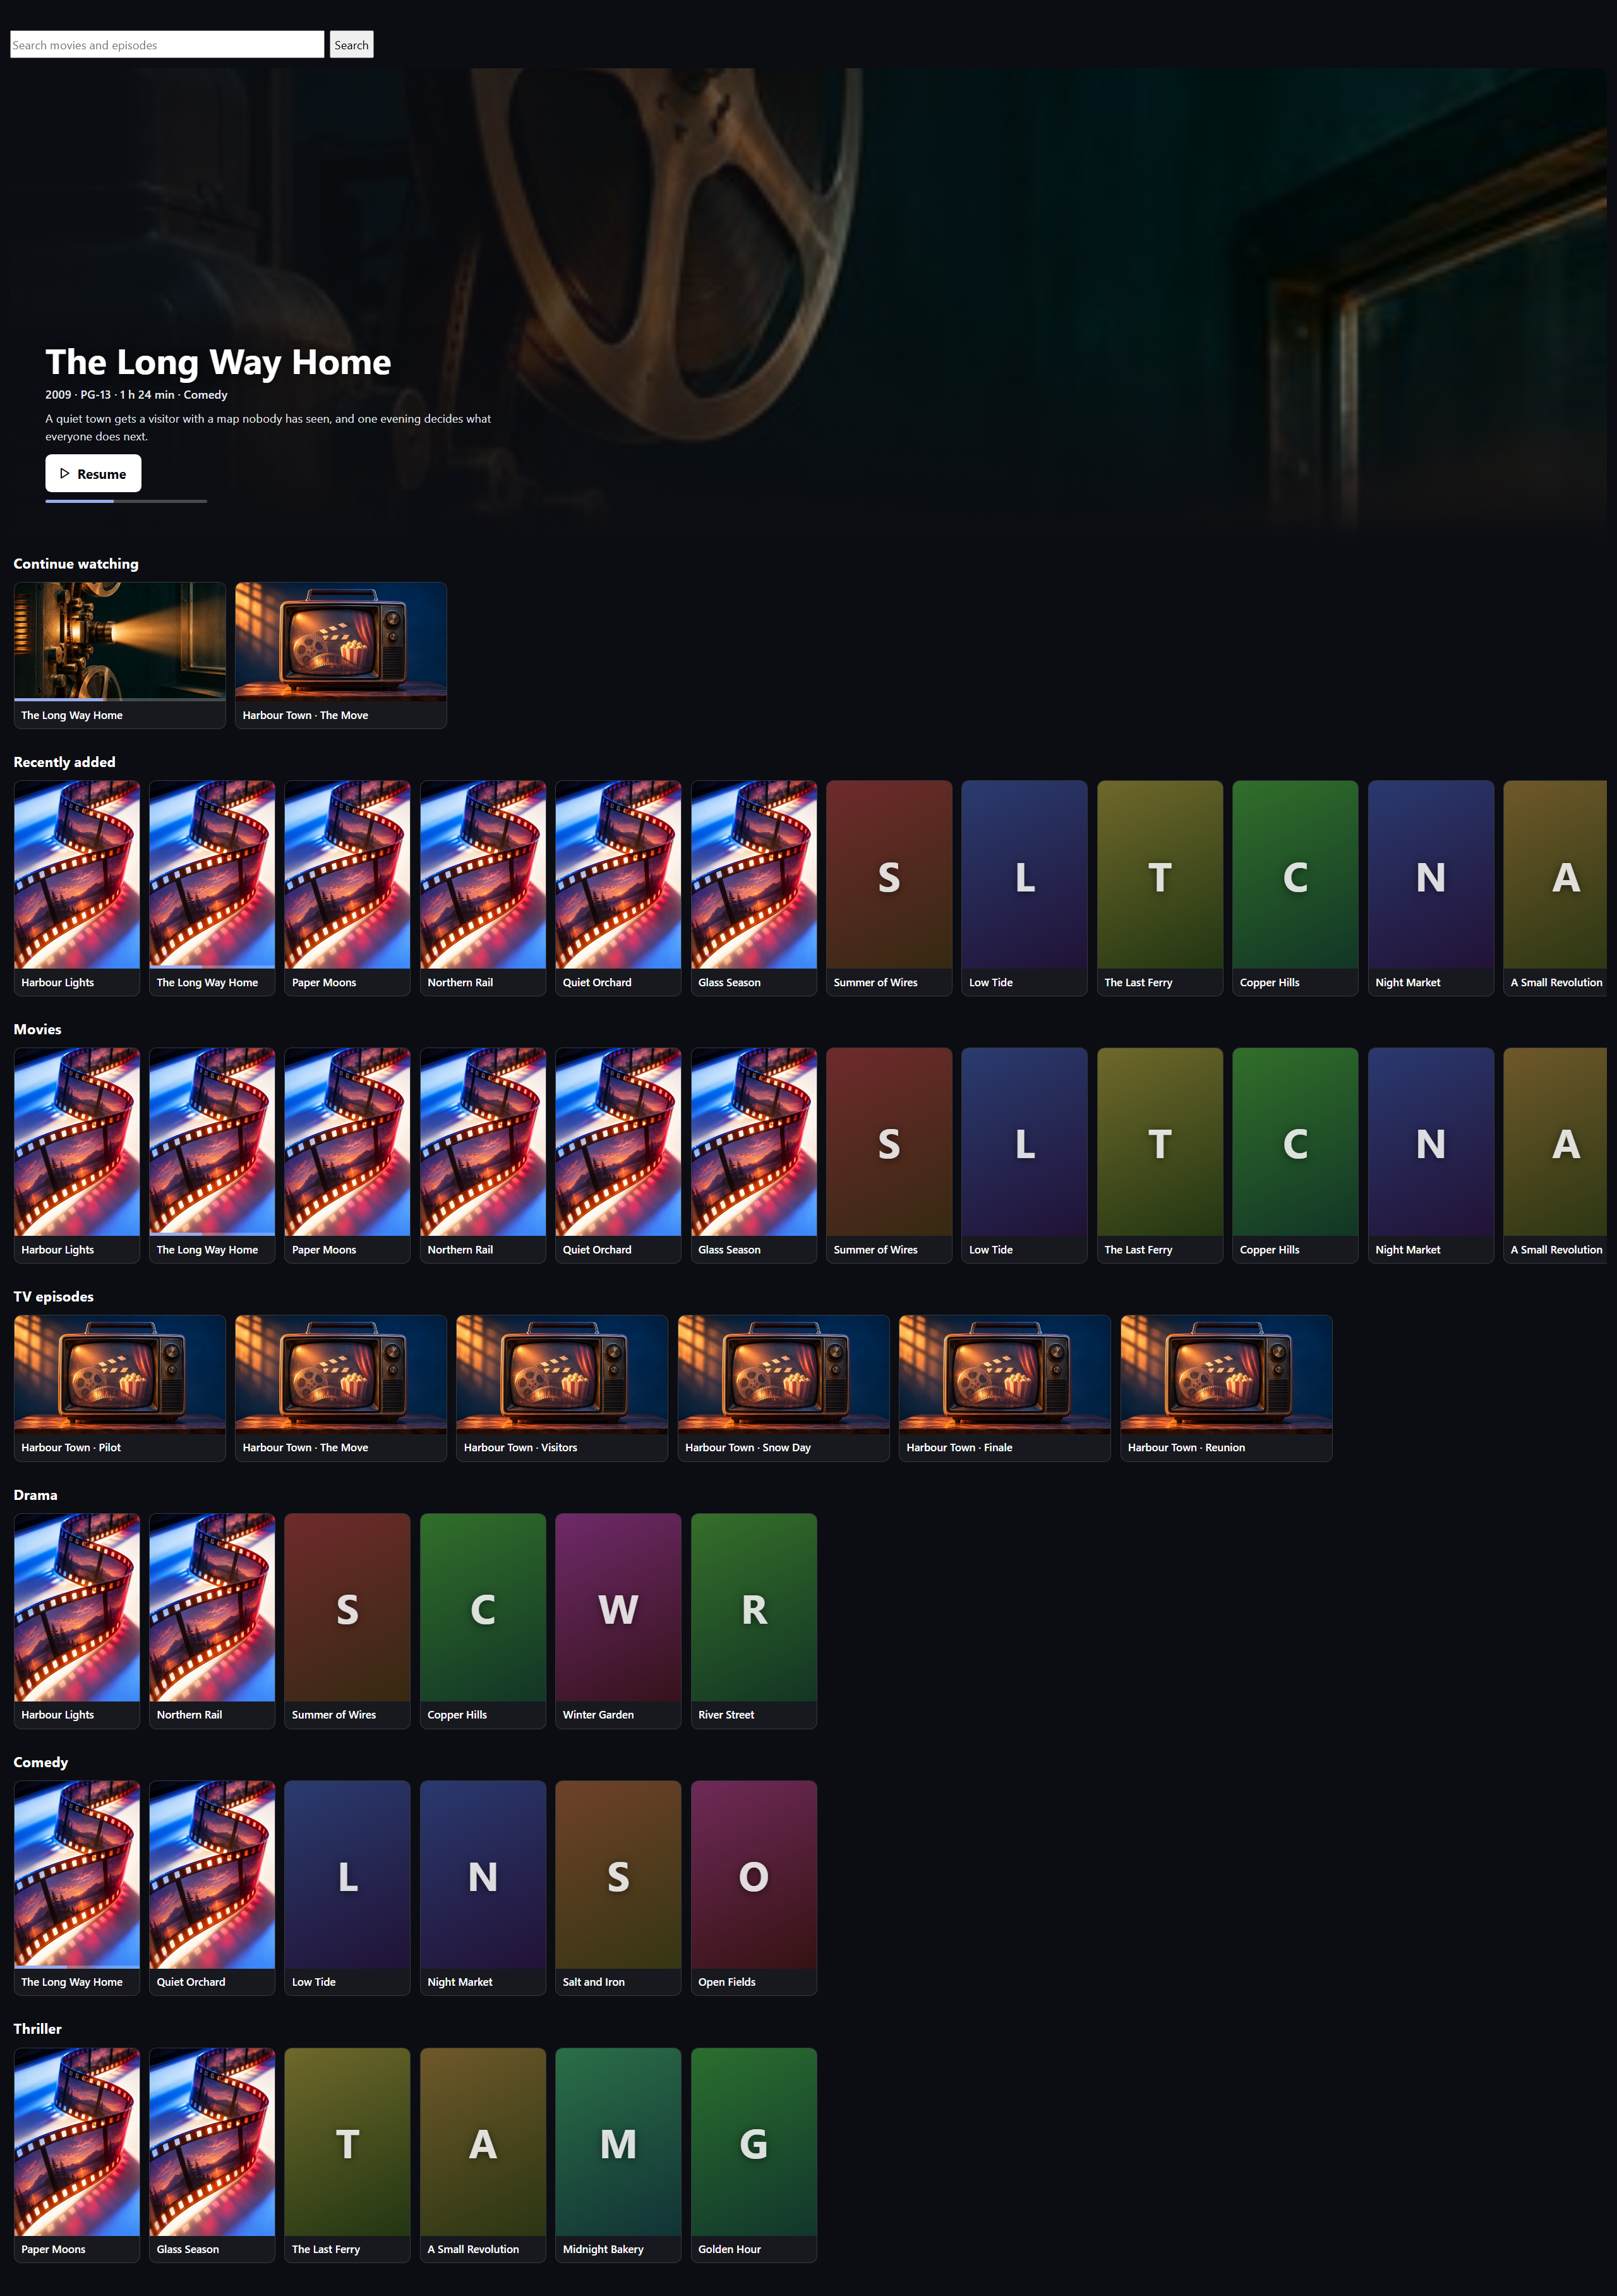 Search movies and episodes
Search
The Long Way Home
2009 · PG-13 · 1 h 24 min · Comedy
A quiet town gets a visitor with a map nobody has seen, and one evening decides what
everyone does next.
Resume
Continue watching
The Long Way Home
Harbour Town · The Move
Recently added
S
L
T
C
N
A
Harbour Lights
The Long Way Home
Paper Moons
Northern Rail
Quiet Orchard
Glass Season
Summer of Wires
Low Tide
The Last Ferry
Copper Hills
Night Market
A Small Revolution
Movies
S
L
T
C
N
A
Harbour Lights
The Long Way Home
Paper Moons
Northern Rail
Quiet Orchard
Glass Season
Summer of Wires
Low Tide
The Last Ferry
Copper Hills
Night Market
A Small Revolution
TV episodes
Harbour Town · Pilot
Harbour Town · The Move
Harbour Town · Visitors
Harbour Town · Snow Day
Harbour Town · Finale
Harbour Town · Reunion
Drama
S
C
W
R
Harbour Lights
Northern Rail
Summer of Wires
Copper Hills
Winter Garden
River Street
Comedy
L
N
S
O
The Long Way Home
Quiet Orchard
Low Tide
Night Market
Salt and Iron
Open Fields
Thriller
T
A
M
G
Paper Moons
Glass Season
The Last Ferry
A Small Revolution
Midnight Bakery
Golden Hour